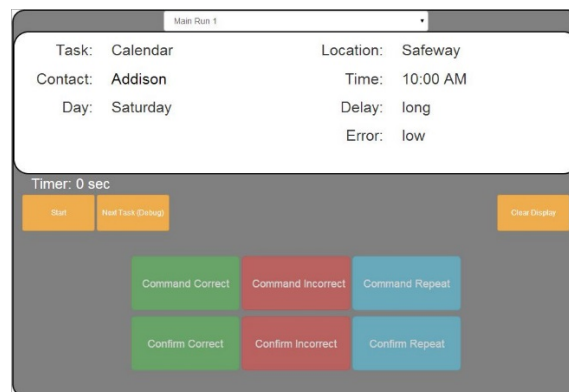 Main Run 1
Task: Calendar
Location: Safeway
Contact: Addison
Time: 10:00 AM
Day: Saturday
Delay: long
Error: low
Timer: 0 sec
Start
Next Task (Debug)
Clear Display
Command Correct
Command Incorrect
Command Repeat
Confirm Correct
Confirm Incorrect
Confirm Repeat